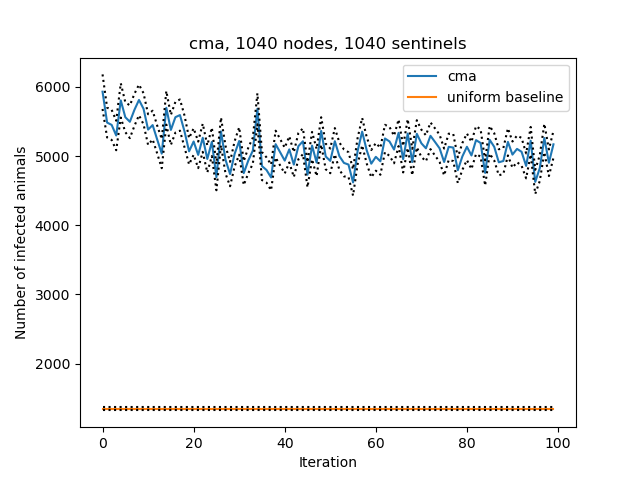 cma, 1040 nodes, 1040 sentinels
cma
uniform baseline
Number of infected animals
6000
5000
4000
3000
2000
0 20 40 60 80 100
Iteration